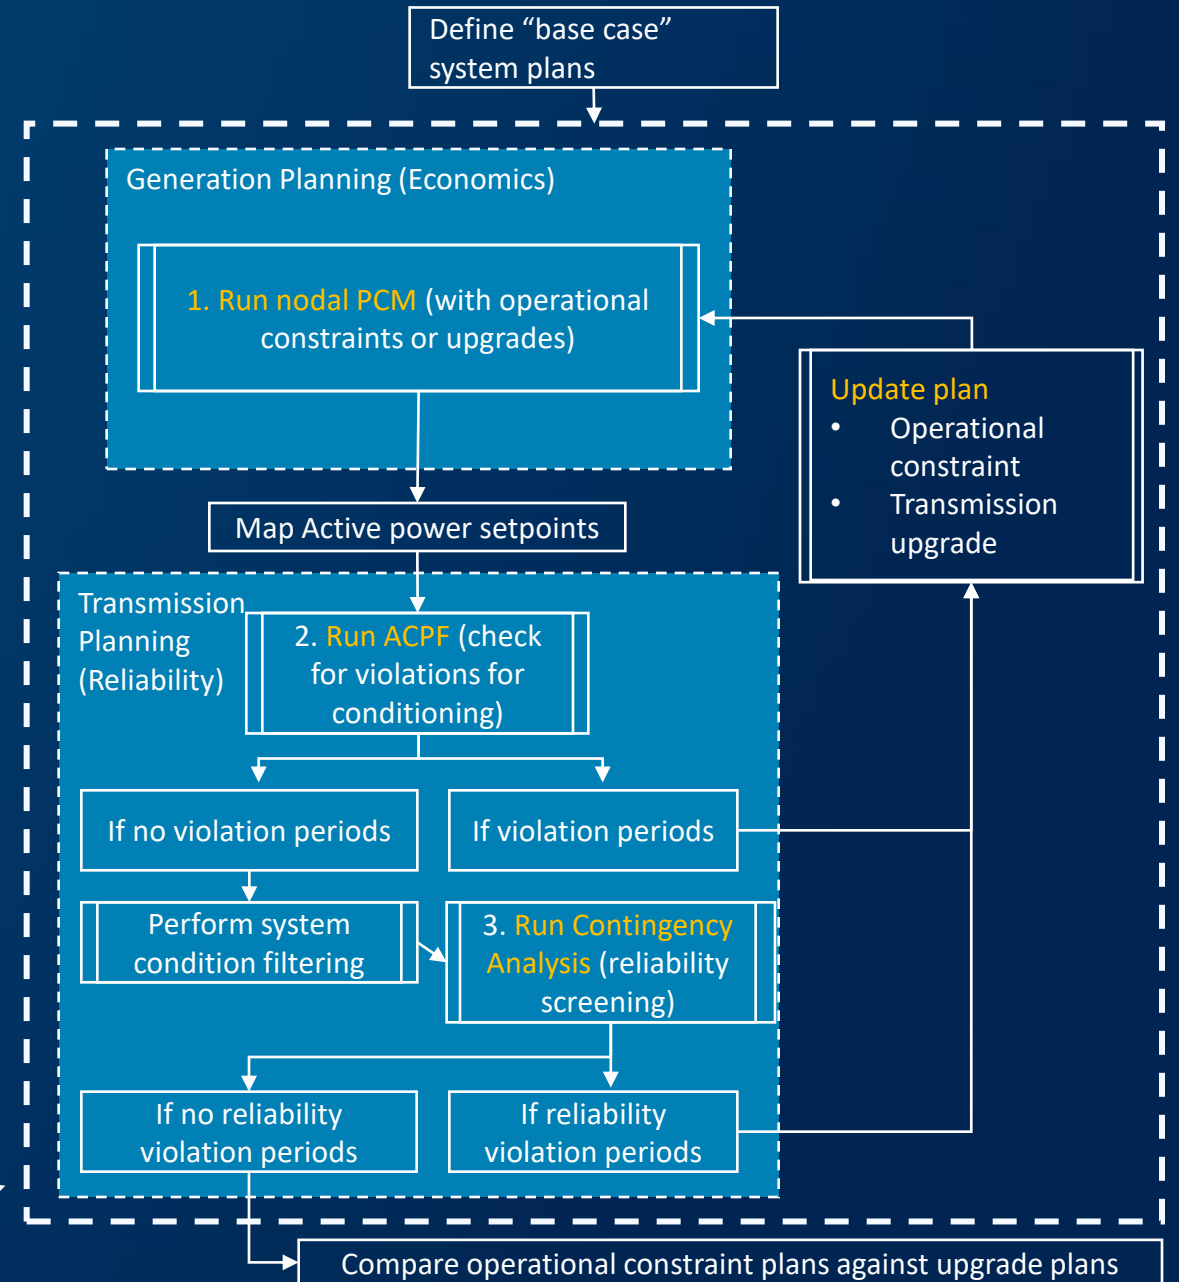 Define “base case”
system plans
Generation Planning (Economics)
1. Run nodal PCM (with operational
constraints or upgrades)
Update plan
• Operational
constraint
• Transmission
upgrade
Map Active power setpoints
Transmission
Planning
(Reliability)
2. Run ACPF (check
for violations for
conditioning)
If no violation periods
If violation periods
Perform system
condition filtering
3. Run Contingency
Analysis (reliability
screening)
If no reliability
violation periods
If reliability
violation periods
Compare operational constraint plans against upgrade plans